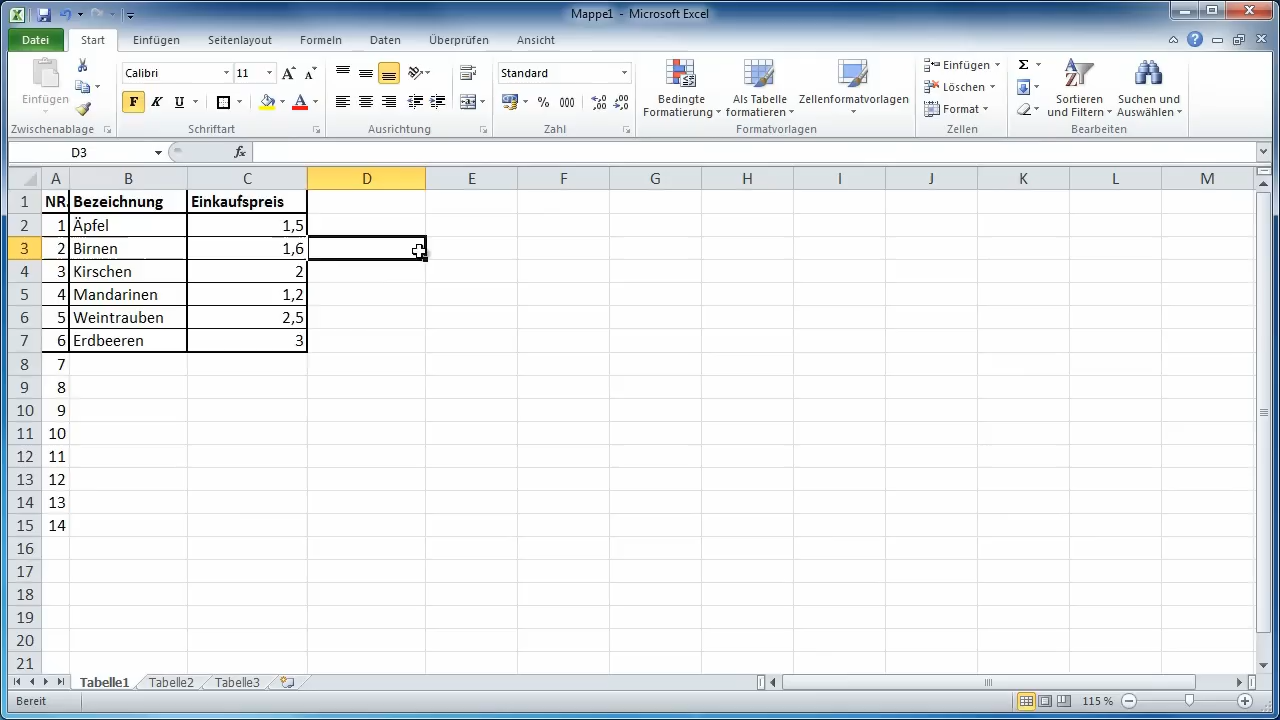 Mappe1 - Microsoft Excel
Datei Start Einfügen Seitenlayout Formeln Daten Überprüfen Ansicht
Einfügen
Zwischenablage
Calibri 11
F K U
A A A
Schriftart
Ausrichtung
Standard
% 000
Zahl
Bedingte Formatierung
Als Tabelle formatieren
Zellenformatvorlagen
Formatvorlagen
Einfügen
Löschen
Format
Zellen
Σ
Sortieren und Filtern
Suchen und Auswählen
Bearbeiten
D3 fx
A B C D E F G H I J K L M
1 NR. Bezeichnung Einkaufspreis
2 1 Äpfel 1,5
3 2 Birnen 1,6
4 3 Kirschen 2
5 4 Mandarinen 1,2
6 5 Weintrauben 2,5
7 6 Erdbeeren 3
8 7
9 8
10 9
11 10
12 11
13 12
14 13
15 14
16
17
18
19
20
21
Tabelle1 Tabelle2 Tabelle3
Bereit 115 %